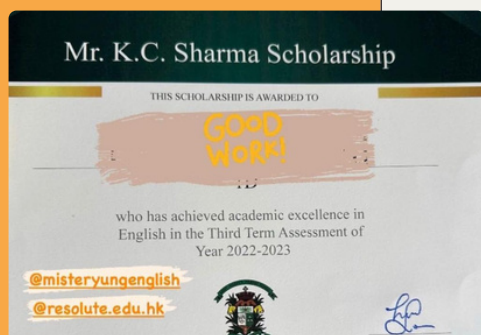 Mr. K.C. Sharma Scholarship
THIS SCHOLARSHIP IS AWARDED TO
GOOD
WORK!
who has achieved academic excellence in
English in the Third Term Assessment of
Year 2022-2023
@misteryungenglish
@resolute.edu.hk